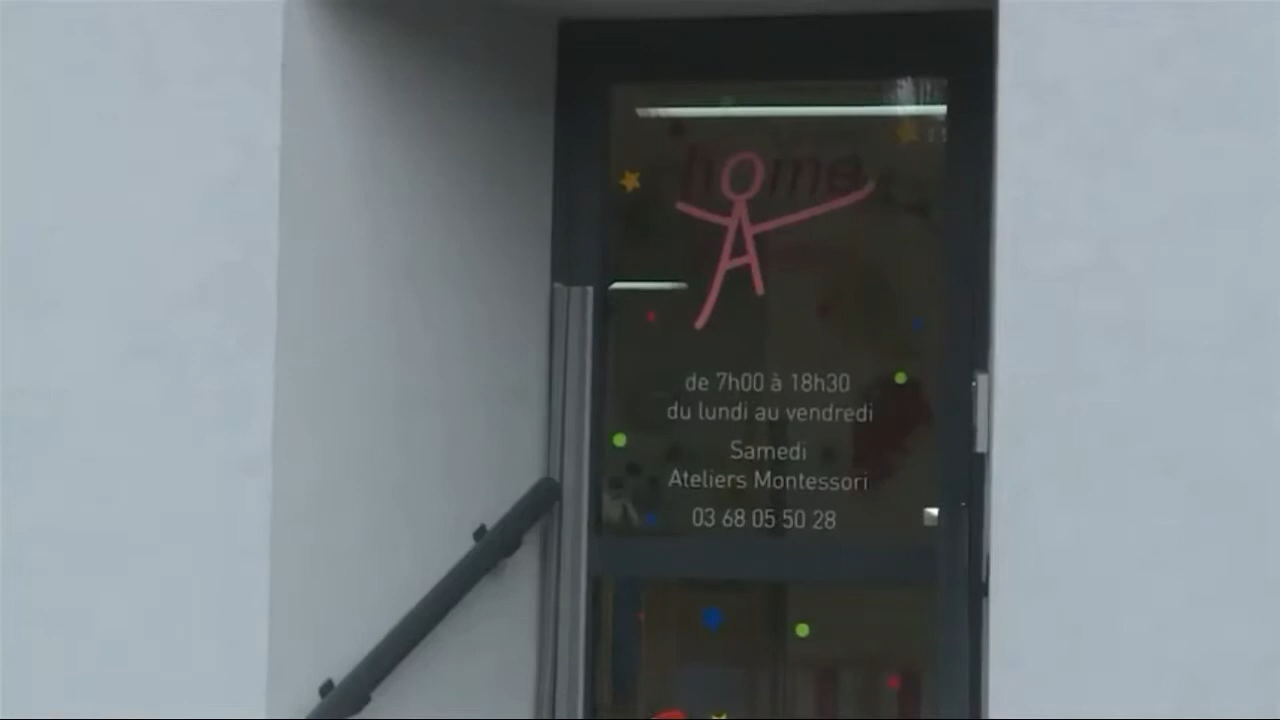 home
de 7h00 à 18h30
du lundi au vendredi
Samedi
Ateliers Montessori
03 68 05 50 28